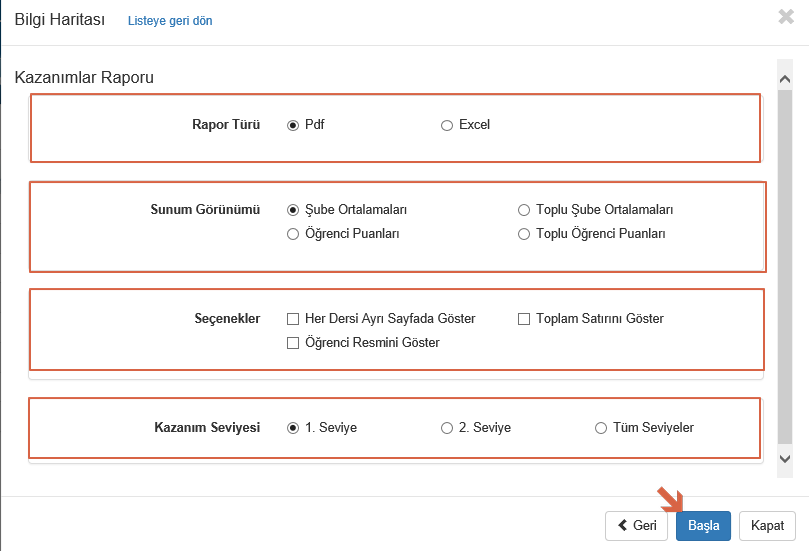 Bilgi Haritası Listeye geri dön
Kazanımlar Raporu
Rapor Türü Pdf Excel
Sunum Görünümü Şube Ortalamaları Toplu Şube Ortalamaları
Öğrenci Puanları Toplu Öğrenci Puanları
Seçenekler Her Dersi Ayrı Sayfada Göster Toplam Satırını Göster
Öğrenci Resmini Göster
Kazanım Seviyesi 1. Seviye 2. Seviye Tüm Seviyeler
Geri Başla Kapat